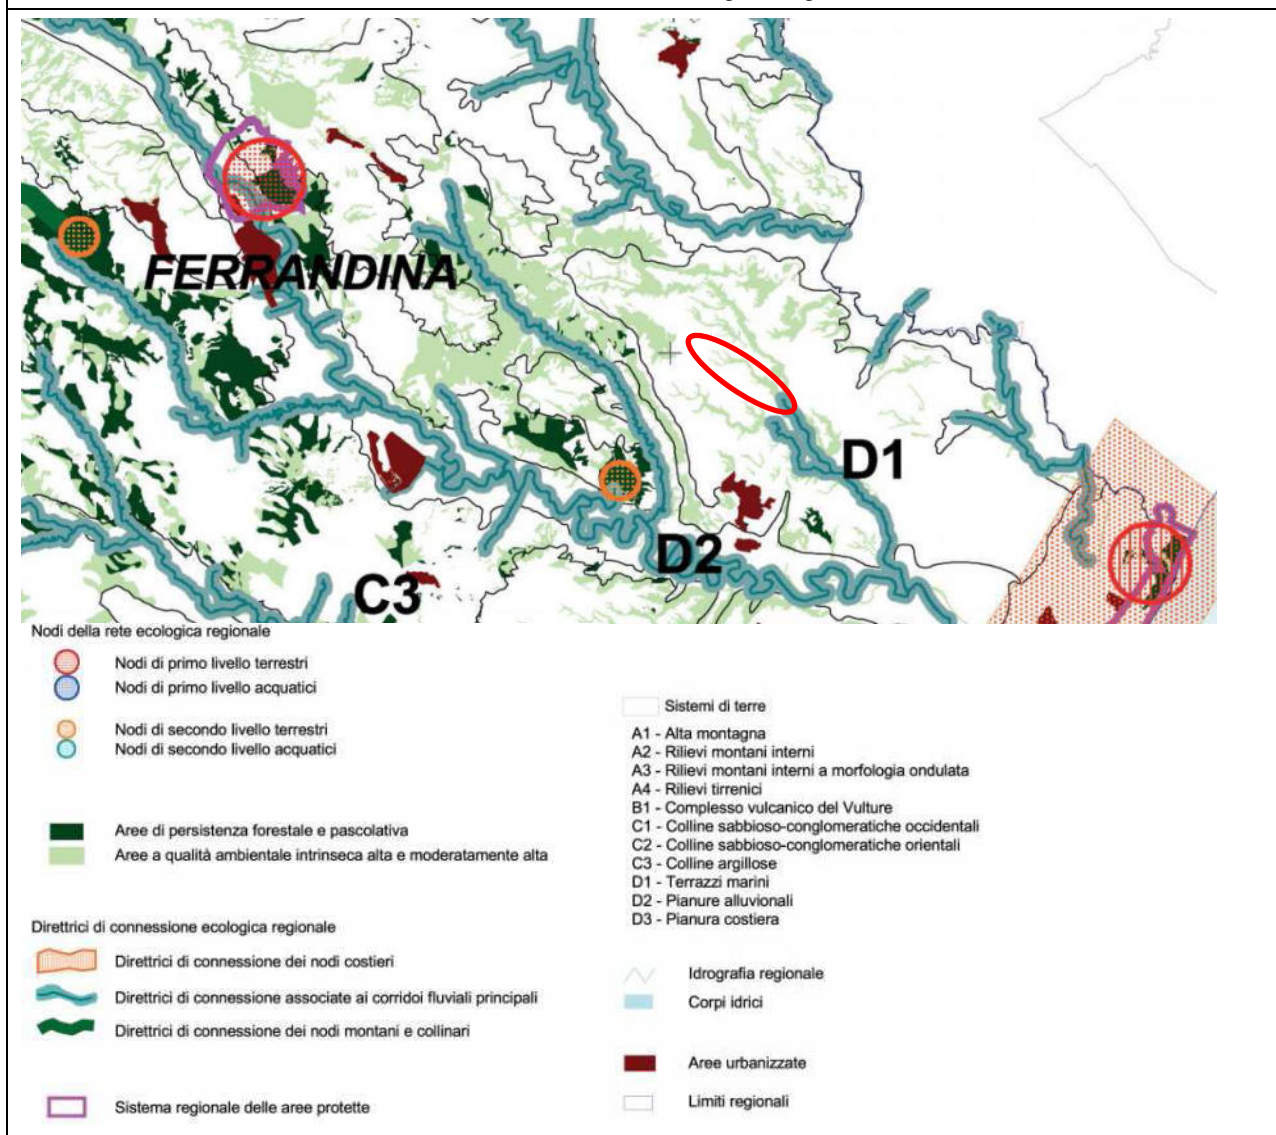 FERRANDINA
D1
D2
C3
Nodi della rete ecologica regionale
Nodi di primo livello terrestri
Nodi di primo livello acquatici
Nodi di secondo livello terrestri
Nodi di secondo livello acquatici
Aree di persistenza forestale e pascolativa
Aree a qualità ambientale intrinseca alta e moderatamente alta
Direttrici di connessione ecologica regionale
Direttrici di connessione dei nodi costieri
Direttrici di connessione associate ai corridoi fluviali principali
Direttrici di connessione dei nodi montani e collinari
Sistema regionale delle aree protette
Sistemi di terre
A1 - Alta montagna
A2 - Rilievi montani interni
A3 - Rilievi montani interni a morfologia ondulata
A4 - Rilievi tirrenici
B1 - Complesso vulcanico del Vulture
C1 - Colline sabbioso-conglomeratiche occidentali
C2 - Colline sabbioso-conglomeratiche orientali
C3 - Colline argillose
D1 - Terrazzi marini
D2 - Pianure alluvionali
D3 - Pianura costiera
Idrografia regionale
Corpi idrici
Aree urbanizzate
Limiti regionali